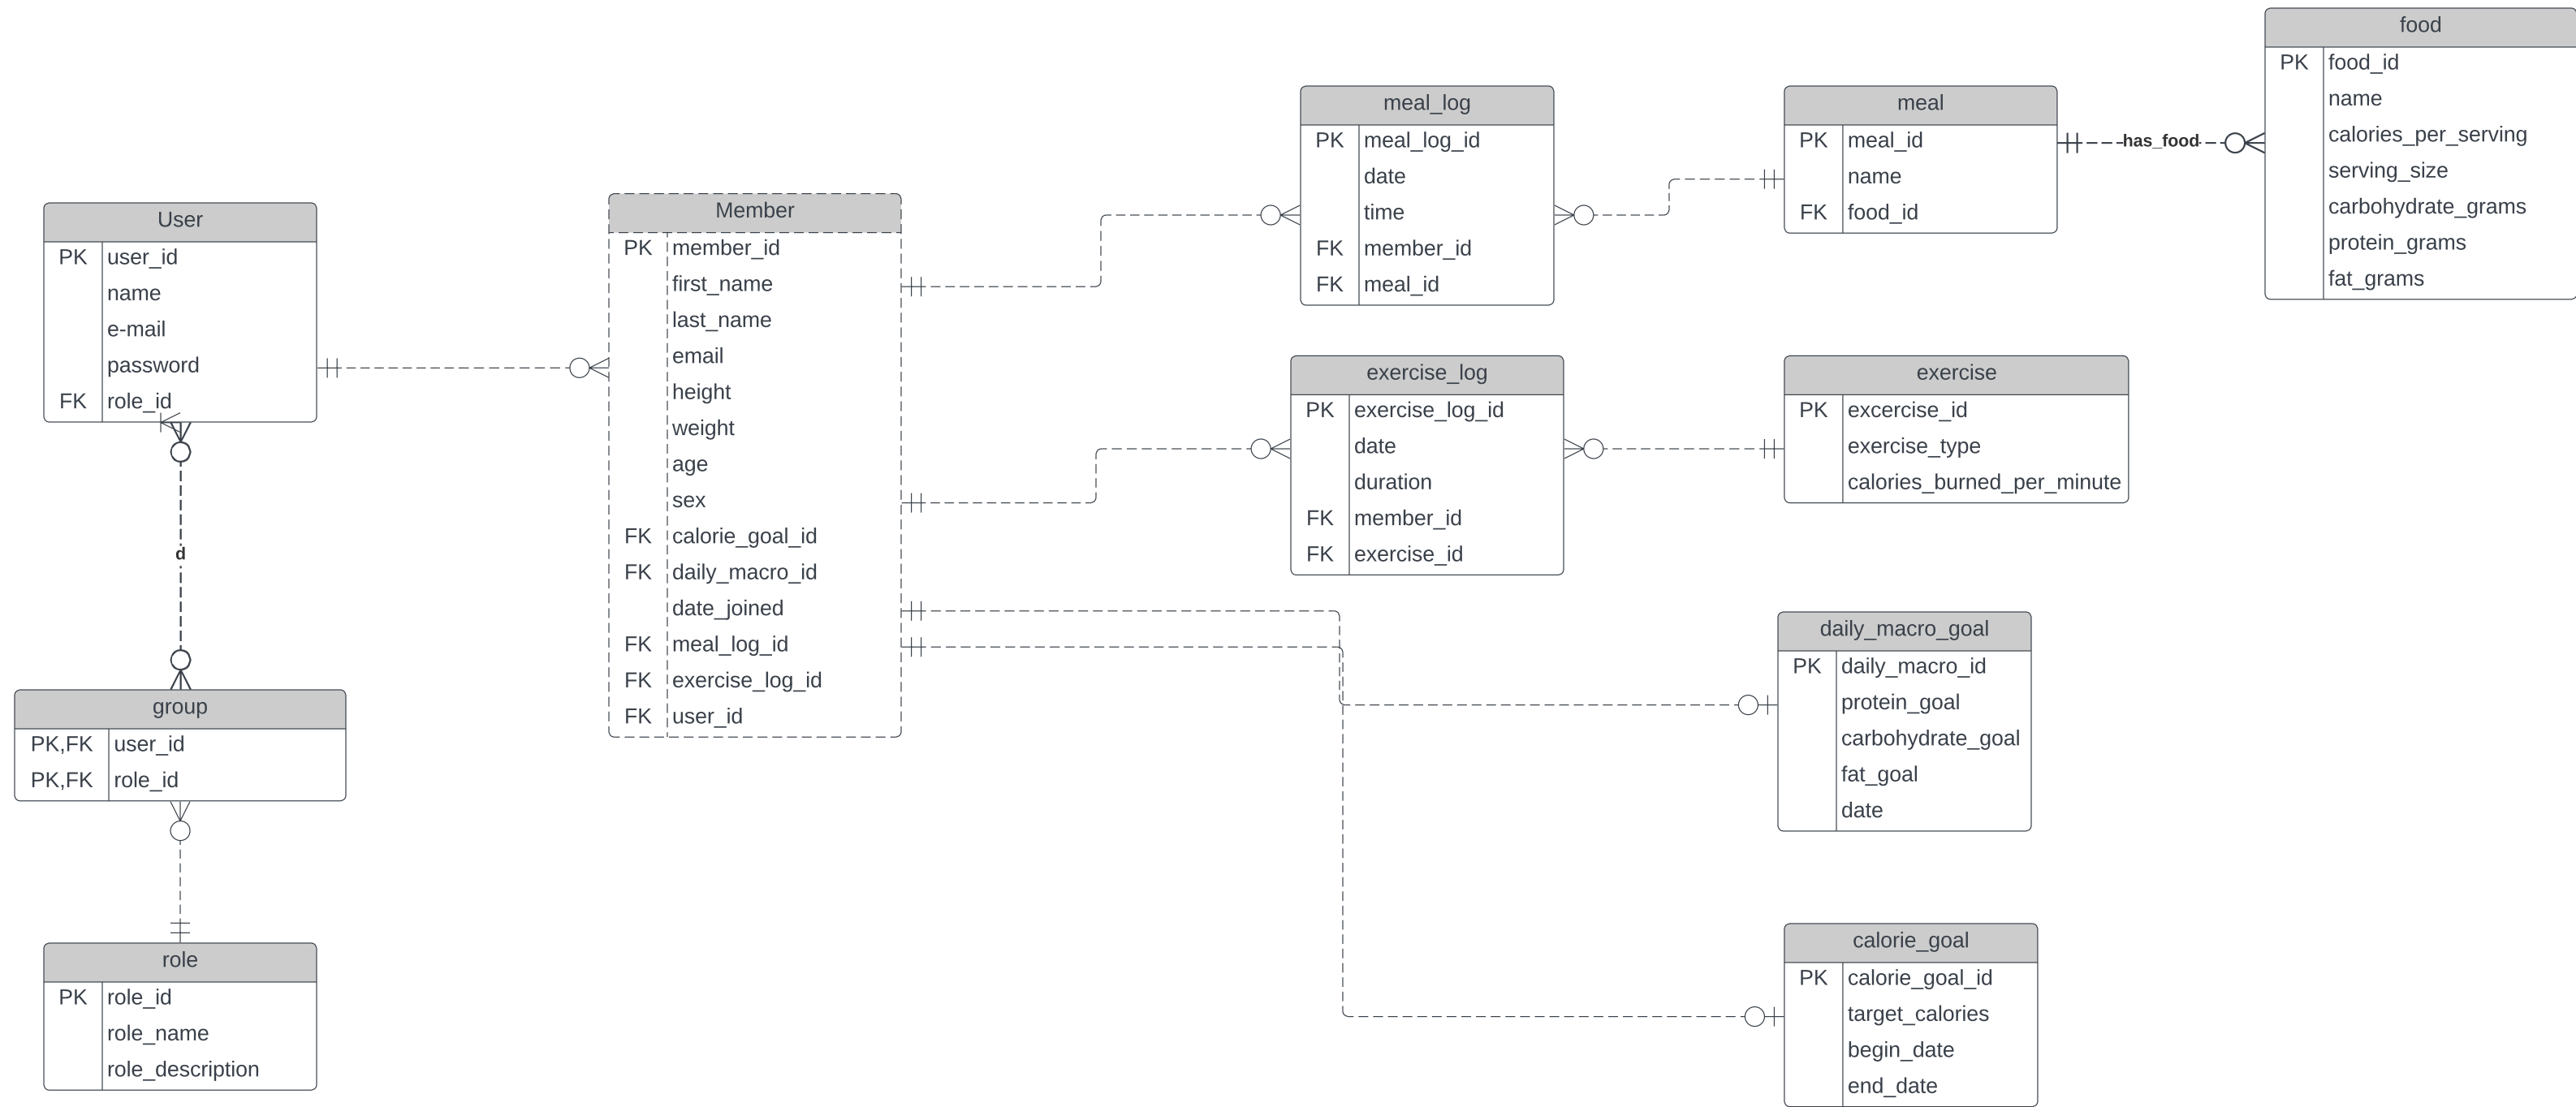 food
PK food_id
name
calories_per_serving
serving_size
carbohydrate_grams
protein_grams
fat_grams
meal_log
PK meal_log_id
date
time
FK member_id
FK meal_id
meal
PK meal_id
name
FK food_id
has_food
User
PK user_id
name
e-mail
password
FK role_id
Member
PK member_id
first_name
last_name
email
height
weight
age
sex
FK calorie_goal_id
FK daily_macro_id
date_joined
FK meal_log_id
FK exercise_log_id
FK user_id
exercise_log
PK exercise_log_id
date
duration
FK member_id
FK exercise_id
exercise
PK excercise_id
exercise_type
calories_burned_per_minute
d
group
PK,FK user_id
PK,FK role_id
daily_macro_goal
PK daily_macro_id
protein_goal
carbohydrate_goal
fat_goal
date
role
PK role_id
role_name
role_description
calorie_goal
PK calorie_goal_id
target_calories
begin_date
end_date